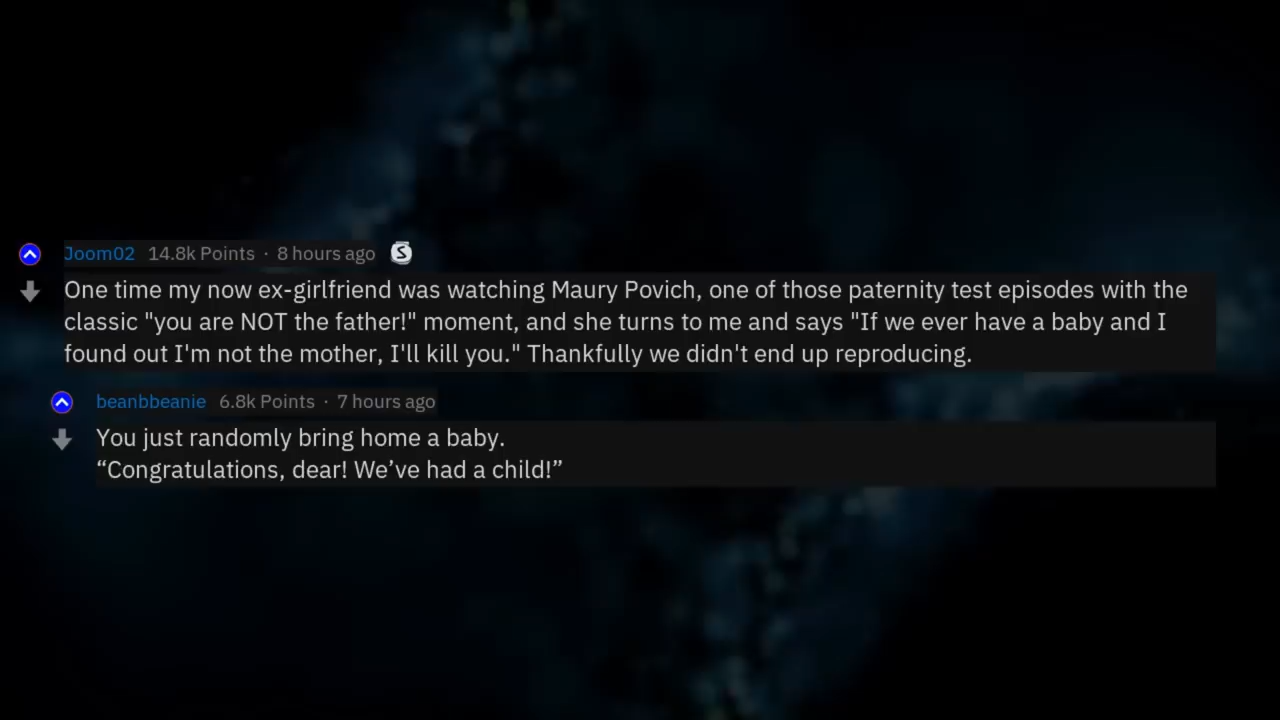 Joom02 14.8k Points · 8 hours ago S
One time my now ex-girlfriend was watching Maury Povich, one of those paternity test episodes with the
classic "you are NOT the father!" moment, and she turns to me and says "If we ever have a baby and I
found out I'm not the mother, I'll kill you." Thankfully we didn't end up reproducing.
beanbbeanie 6.8k Points · 7 hours ago
You just randomly bring home a baby.
“Congratulations, dear! We’ve had a child!”